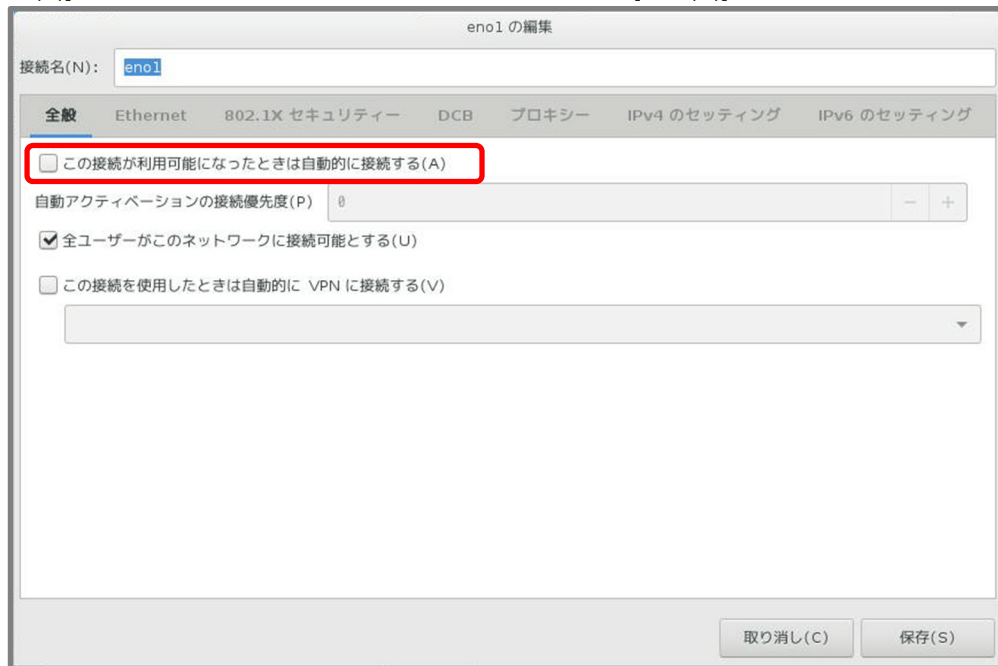 eno1 の編集
接続名(N): eno1
全般 Ethernet 802.1X セキュリティー DCB プロキシー IPv4 のセッティング IPv6 のセッティング
この接続が利用可能になったときは自動的に接続する(A)
自動アクティベーションの接続優先度(P) 0 − +
全ユーザーがこのネットワークに接続可能とする(U)
この接続を使用したときは自動的に VPN に接続する(V)
取り消し(C) 保存(S)